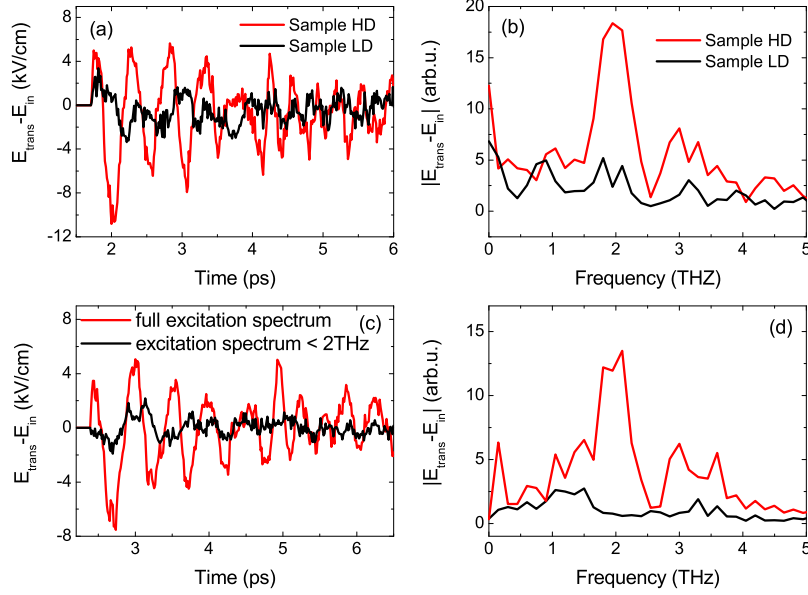 (a)
Sample HD
Sample LD
E_trans-E_in (kV/cm)
8
4
0
-4
-8
-12
2
3
4
5
6
Time (ps)
(b)
Sample HD
Sample LD
|E_trans-E_in| (arb.u.)
20
15
10
5
0
0
1
2
3
4
5
Frequency (THZ)
(c)
full excitation spectrum
excitation spectrum < 2THz
E_trans-E_in (kV/cm)
8
4
0
-4
-8
3
4
5
6
Time (ps)
(d)
|E_trans-E_in| (arb.u.)
15
10
5
0
0
1
2
3
4
5
Frequency (THz)